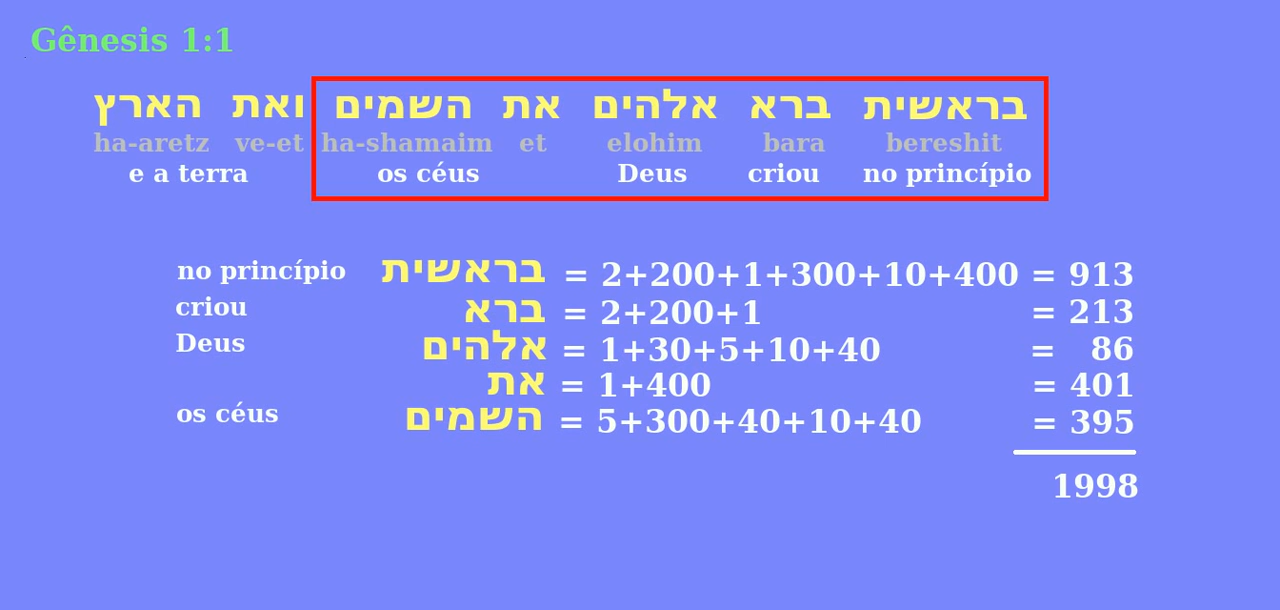 Gênesis 1:1
בראשית ברא אלהים את השמים ואת הארץ
ha-aretz ve-et ha-shamaim et elohim bara bereshit
e a terra os céus Deus criou no princípio
no princípio בראשית = 2+200+1+300+10+400 = 913
criou ברא = 2+200+1 = 213
Deus אלהים = 1+30+5+10+40 = 86
את = 1+400 = 401
os céus השמים = 5+300+40+10+40 = 395
1998